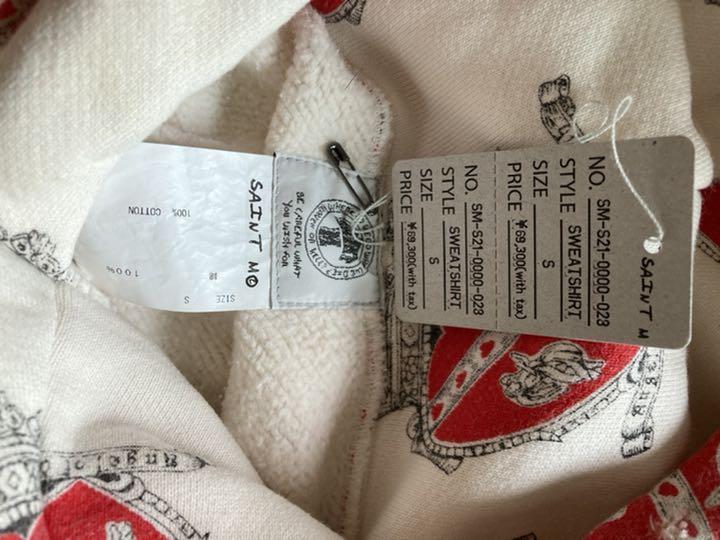 SAINT M
NO. SM-S21-0000-028
STYLE SWEATSHIRT
SIZE S
PRICE ¥69,300(with tax)
NO. SM-S21-0000-028
STYLE SWEATSHIRT
SIZE S
PRICE ¥69,300(with tax)
BE CAREFUL WHAT
YOU WISH FOR
SAINT M
100% COTTON
100%
SIZE S